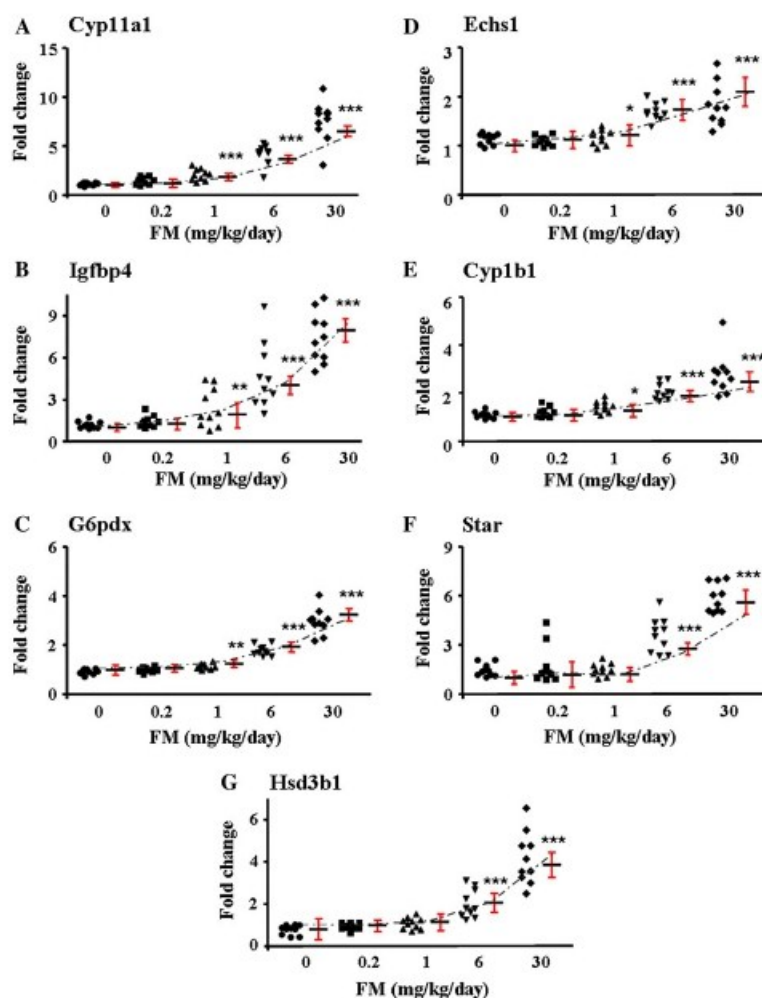 A Cyp11a1
Fold change
15
10
5
0
***
***
***
0 0.2 1 6 30
FM (mg/kg/day)
B Igfbp4
Fold change
9
6
3
0
**
***
***
0 0.2 1 6 30
FM (mg/kg/day)
C G6pdx
Fold change
6
4
2
0
**
***
***
0 0.2 1 6 30
FM (mg/kg/day)
D Echs1
Fold change
3
2
1
0
*
***
***
0 0.2 1 6 30
FM (mg/kg/day)
E Cyp1b1
Fold change
6
4
2
0
*
***
***
0 0.2 1 6 30
FM (mg/kg/day)
F Star
Fold change
9
6
3
0
***
***
0 0.2 1 6 30
FM (mg/kg/day)
G Hsd3b1
Fold change
6
4
2
0
***
***
0 0.2 1 6 30
FM (mg/kg/day)